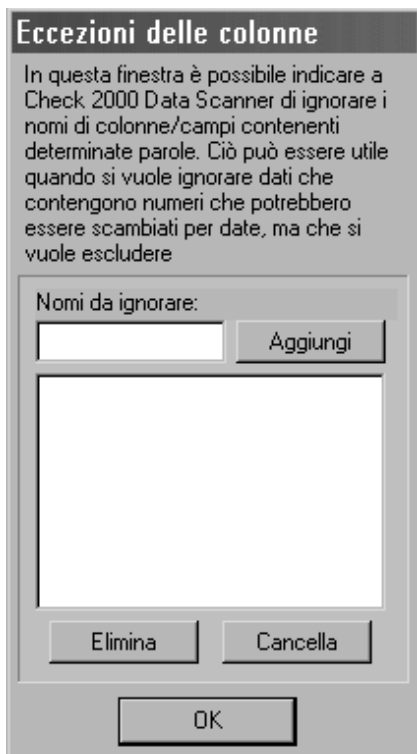 Eccezioni delle colonne
In questa finestra è possibile indicare a
Check 2000 Data Scanner di ignorare i
nomi di colonne/campi contenenti
determinate parole. Ciò può essere utile
quando si vuole ignorare dati che
contengono numeri che potrebbero
essere scambiati per date, ma che si
vuole escludere
Nomi da ignorare:
Aggiungi
Elimina Cancella
OK